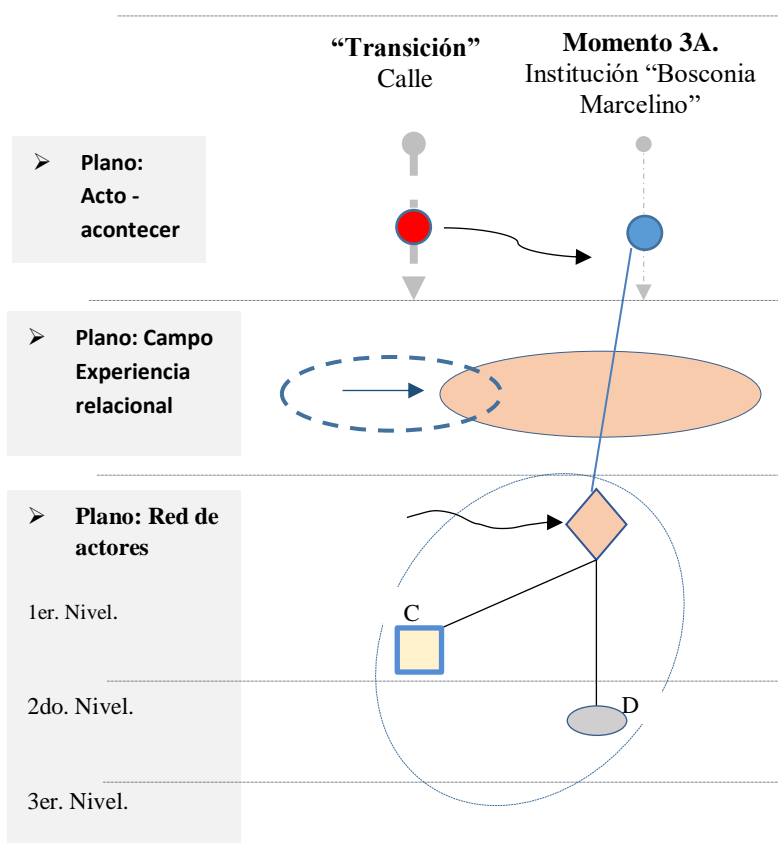 “Transición”
Calle
Momento 3A.
Institución “Bosconia
Marcelino”
➢ Plano:
Acto -
acontecer
➢ Plano: Campo
Experiencia
relacional
➢ Plano: Red de
actores
1er. Nivel.
C
2do. Nivel.
D
3er. Nivel.